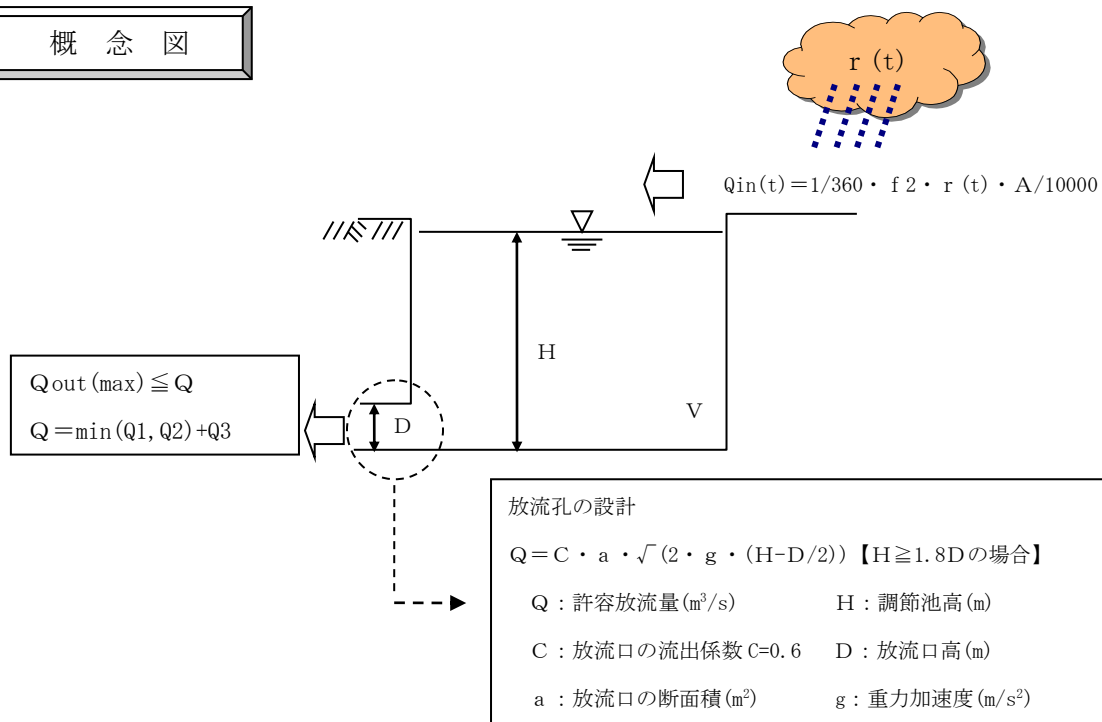 概 念 図
r (t)
Qin(t)=1/360・f2・r(t)・A/10000
H
V
D
Qout(max)≦Q
Q=min(Q1,Q2)+Q3
放流孔の設計
Q=C・a・√(2・g・(H-D/2))【H≧1.8Dの場合】
Q：許容放流量(m³/s) H：調節池高(m)
C：放流口の流出係数 C=0.6 D：放流口高(m)
a：放流口の断面積(m²) g：重力加速度(m/s²)